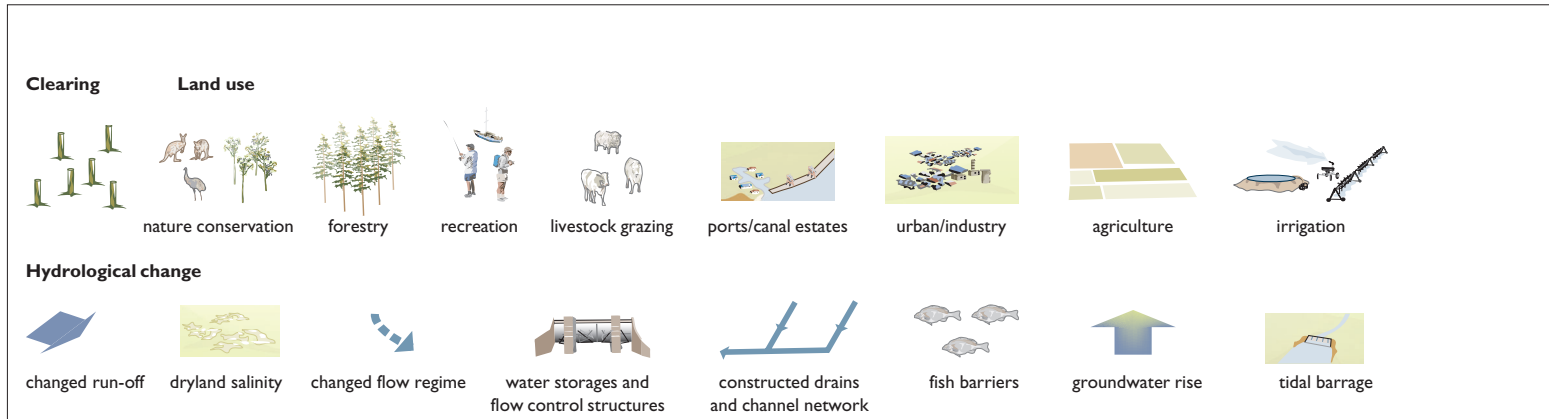 Clearing
Land use
nature conservation
forestry
recreation
livestock grazing
ports/canal estates
urban/industry
agriculture
irrigation
Hydrological change
changed run-off
dryland salinity
changed flow regime
water storages and
flow control structures
constructed drains
and channel network
fish barriers
groundwater rise
tidal barrage